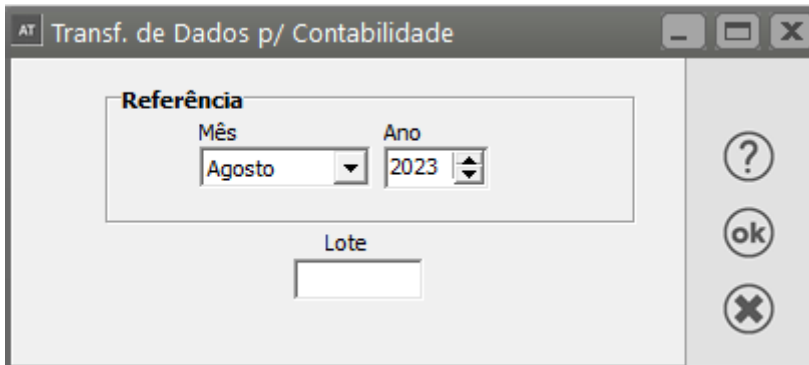 AT Transf. de Dados p/ Contabilidade
Referência
Mês Ano
Agosto 2023
Lote
?
ok